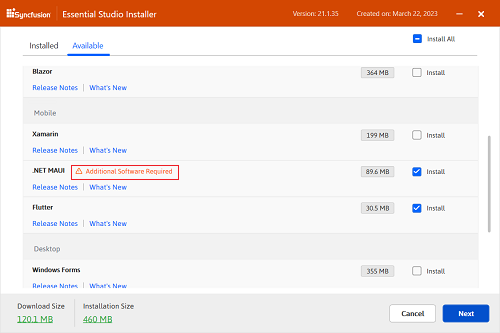 Syncfusion Essential Studio Installer Version: 21.1.35 Created on: March 22, 2023
Installed Available Install All
Blazor 364 MB Install
Release Notes | What's New
Mobile
Xamarin 199 MB Install
Release Notes | What's New
.NET MAUI Additional Software Required 89.6 MB Install
Release Notes | What's New
Flutter 30.5 MB Install
Release Notes | What's New
Desktop
Windows Forms 355 MB Install
Release Notes | What's New
Download Size Installation Size
120.1 MB 460 MB
Cancel Next